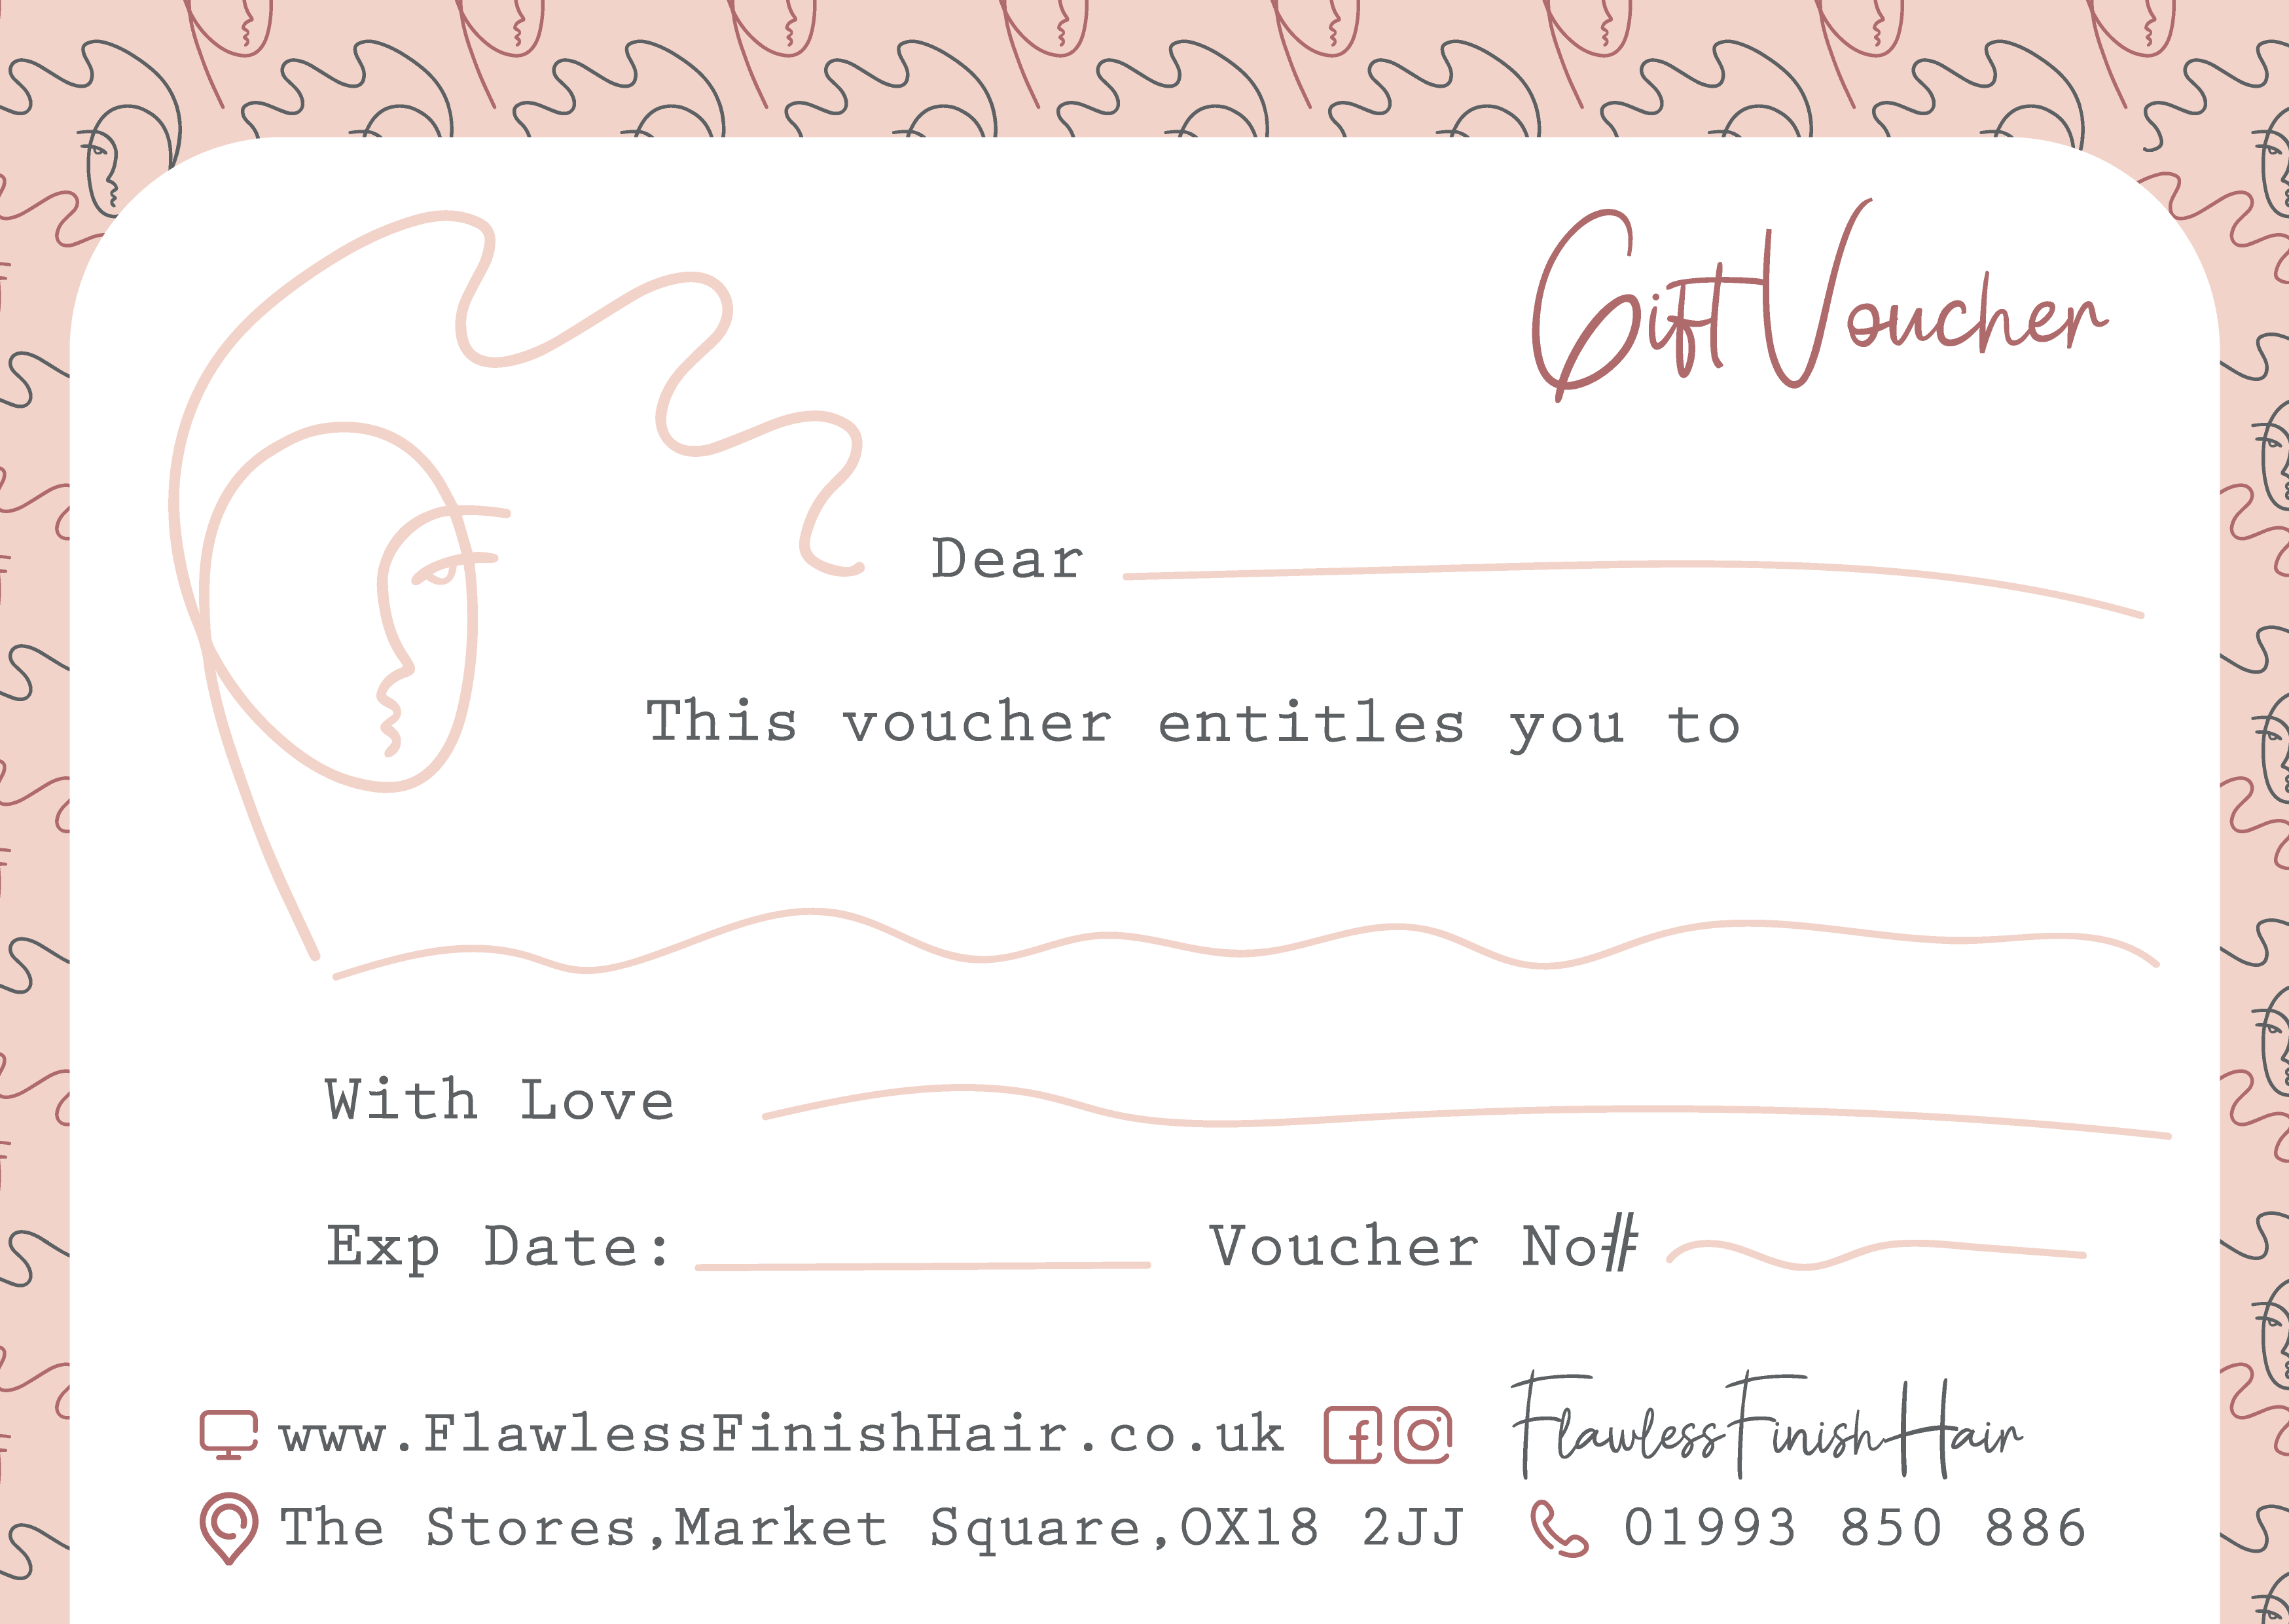 Gift Voucher
Dear
This voucher entitles you to
With Love
Exp Date: Voucher No#
www.FlawlessFinishHair.co.uk FlawlessFinishHair
The Stores,Market Square,OX18 2JJ 01993 850 886